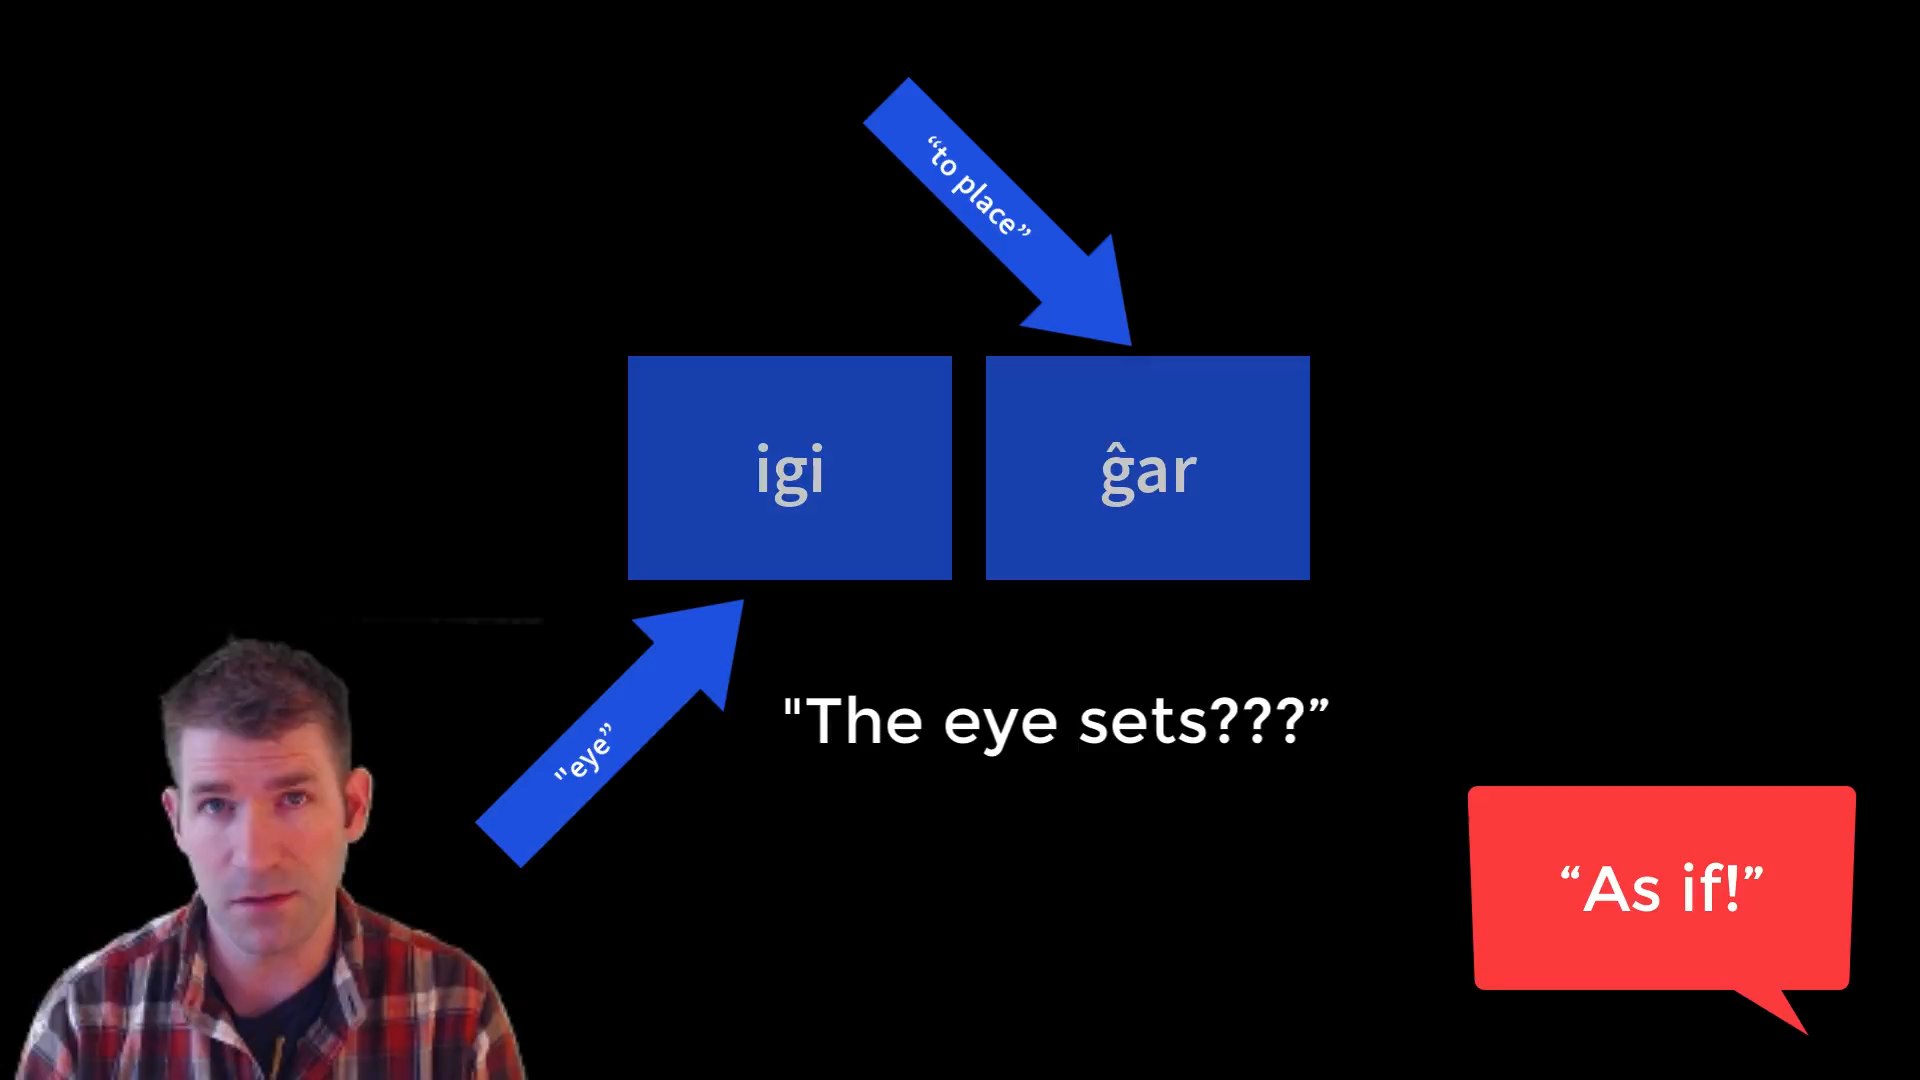 “to place”
igi
ĝar
"eye”
"The eye sets???”
“As if!”